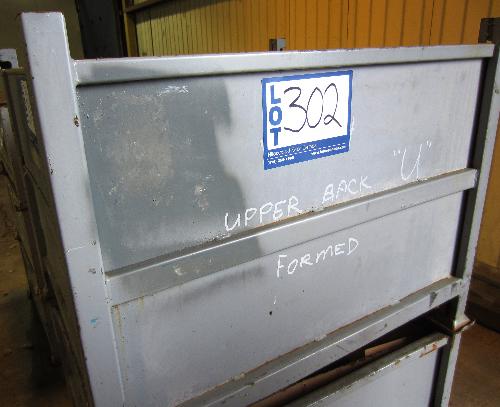 LOT 302
UPPER BACK "U"
FORMED